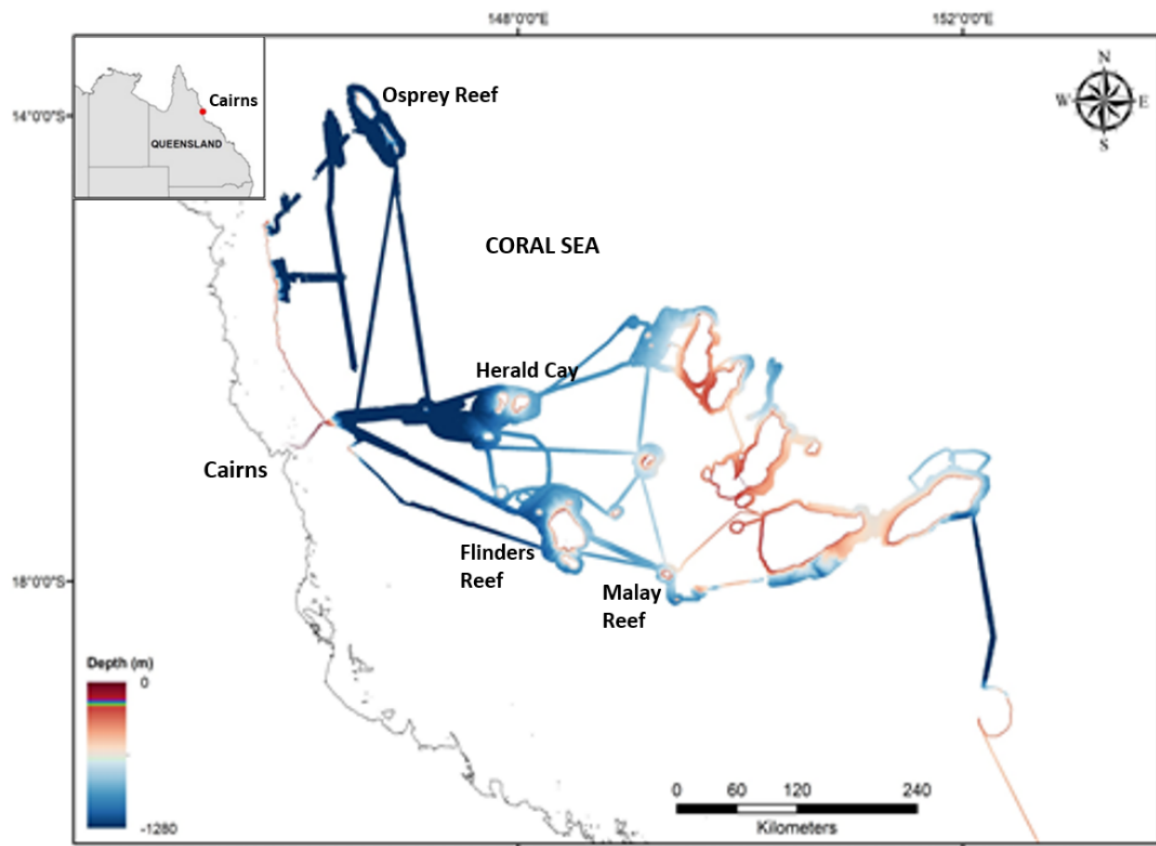 148°0'0"E
152°0'0"E
Cairns
QUEENSLAND
Osprey Reef
N
W
E
S
14°0'0"S
CORAL SEA
Herald Cay
Cairns
Flinders
Reef
18°0'0"S
Malay
Reef
Depth (m)
0
-1280
0
60
120
240
Kilometers